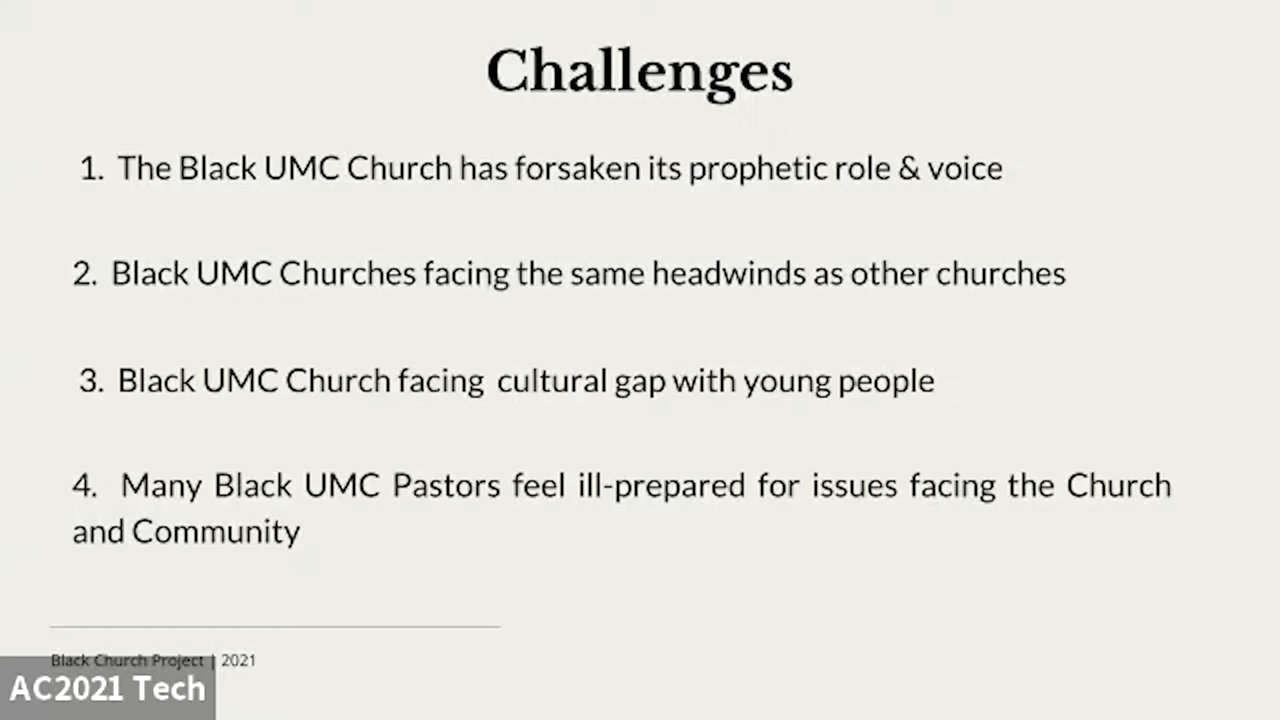 Challenges
1. The Black UMC Church has forsaken its prophetic role & voice
2. Black UMC Churches facing the same headwinds as other churches
3. Black UMC Church facing cultural gap with young people
4. Many Black UMC Pastors feel ill-prepared for issues facing the Church
and Community
Black Church Project | 2021
AC2021 Tech